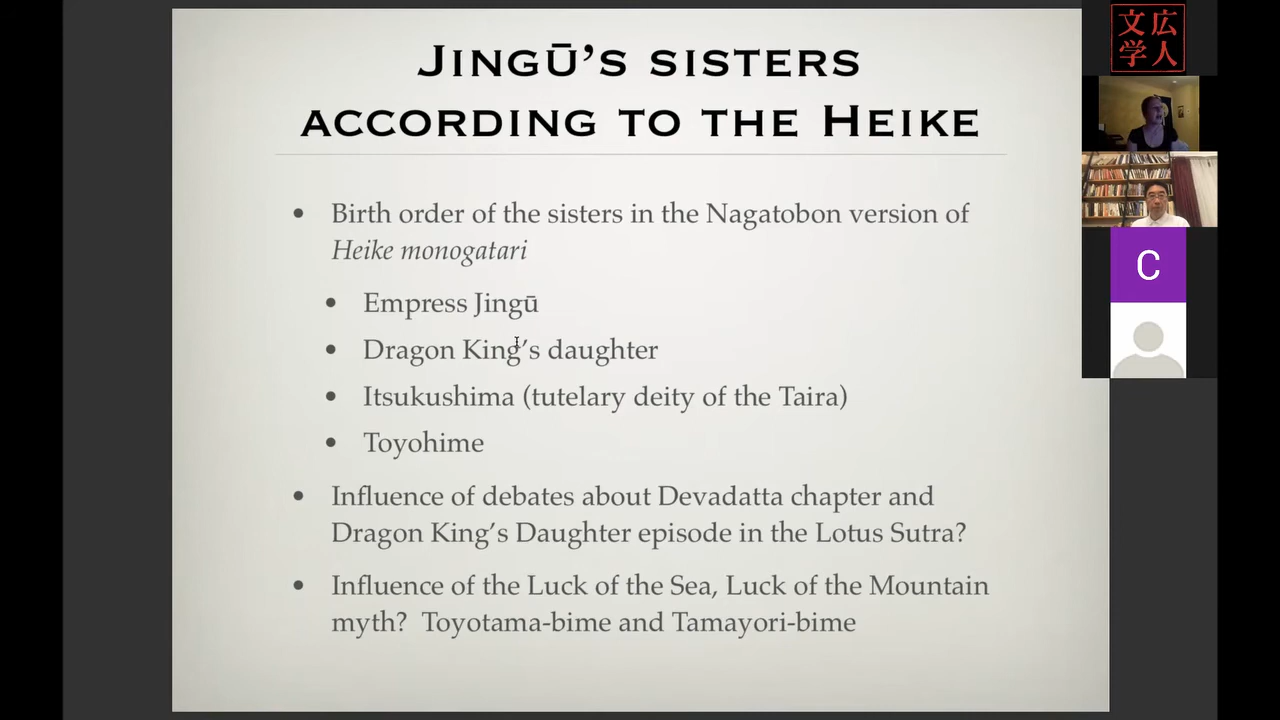 Jingū's sisters
according to the Heike
• Birth order of the sisters in the Nagatobon version of
Heike monogatari
• Empress Jingū
• Dragon King's daughter
• Itsukushima (tutelary deity of the Taira)
• Toyohime
• Influence of debates about Devadatta chapter and
Dragon King's Daughter episode in the Lotus Sutra?
• Influence of the Luck of the Sea, Luck of the Mountain
myth? Toyotama-bime and Tamayori-bime
文広
学人
C